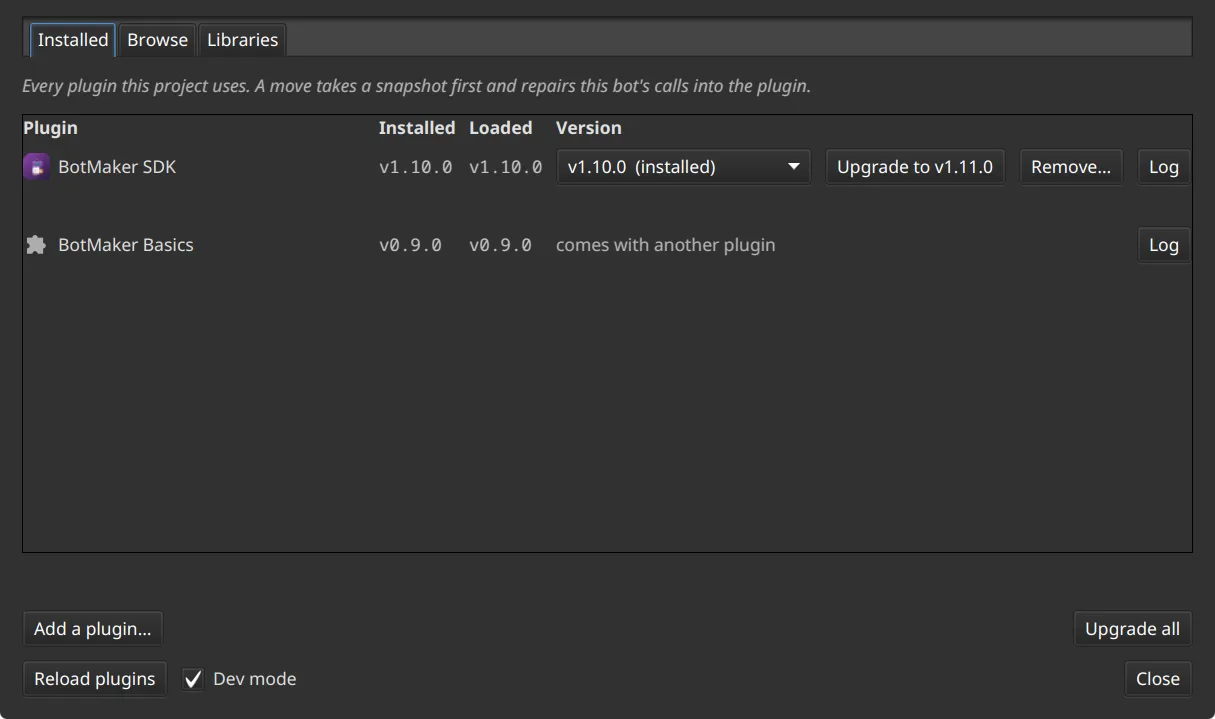 Installed Browse Libraries
Every plugin this project uses. A move takes a snapshot first and repairs this bot's calls into the plugin.
Plugin Installed Loaded Version
BotMaker SDK v1.10.0 v1.10.0 v1.10.0 (installed) Upgrade to v1.11.0 Remove... Log
BotMaker Basics v0.9.0 v0.9.0 comes with another plugin Log
Add a plugin... Upgrade all
Reload plugins Dev mode Close